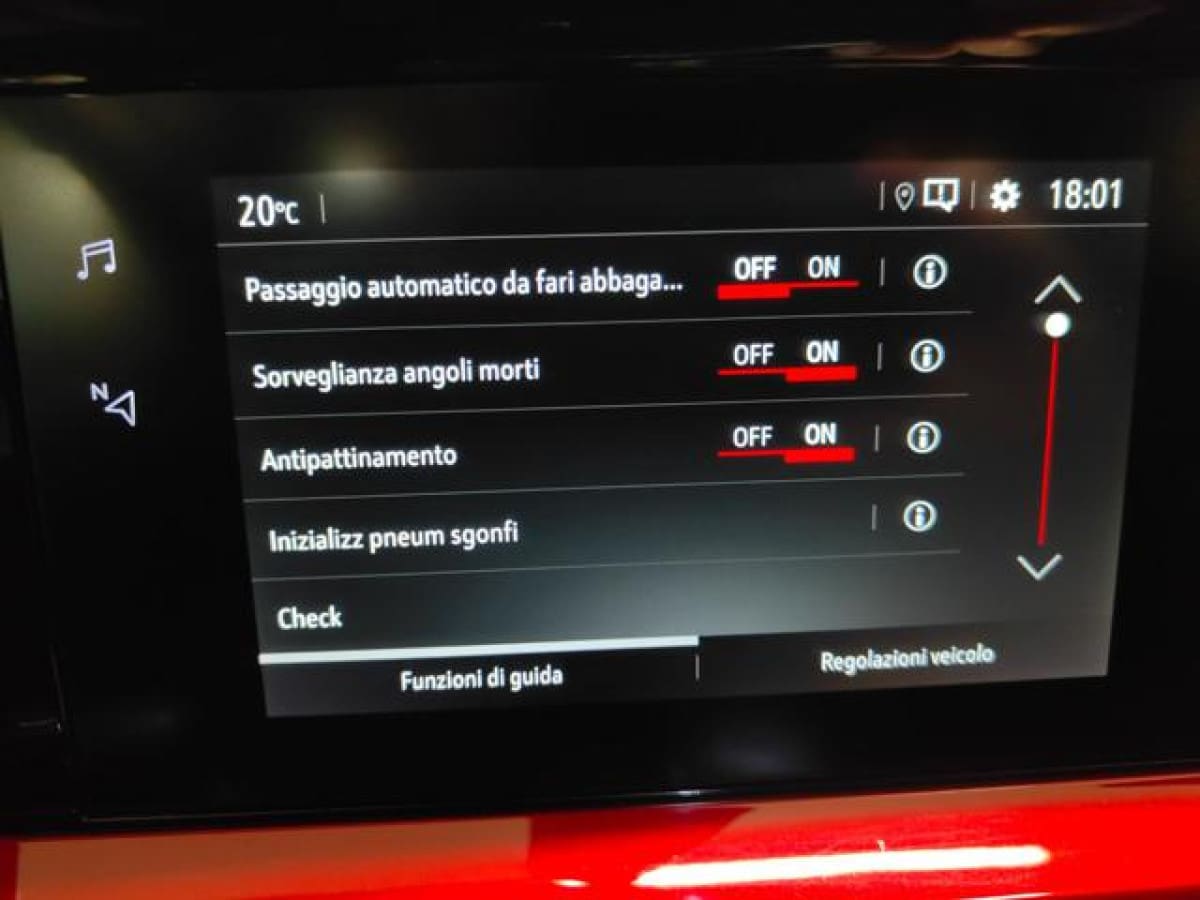 20°C
18:01
Passaggio automatico da fari abbaga... OFF ON
Sorveglianza angoli morti OFF ON
Antipattinamento OFF ON
Inizializz pneum sgonfi
Check
Funzioni di guida
Regolazioni veicolo
N